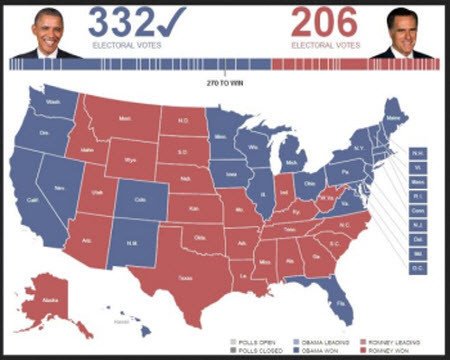 332✓
ELECTORAL VOTES
206
ELECTORAL VOTES
270 TO WIN
Wash.
Ore.
Calif.
Nev.
Idaho
Mont.
Wyo.
Utah
Ariz.
Colo.
N.M.
N.D.
S.D.
Neb.
Kan.
Okla.
Texas
Minn.
Iowa
Mo.
Ark.
La.
Wis.
Ill.
Mich.
Ind.
Ohio
Ky.
Tenn.
Miss.
Ala.
Ga.
Fla.
S.C.
N.C.
Va.
W.Va.
Pa.
N.Y.
Maine
N.H.
Vt.
Mass.
R.I.
Conn.
N.J.
Del.
Md.
D.C.
Alaska
Hawaii
POLLS OPEN
POLLS CLOSED
OBAMA LEADING
OBAMA WON
ROMNEY LEADING
ROMNEY WON